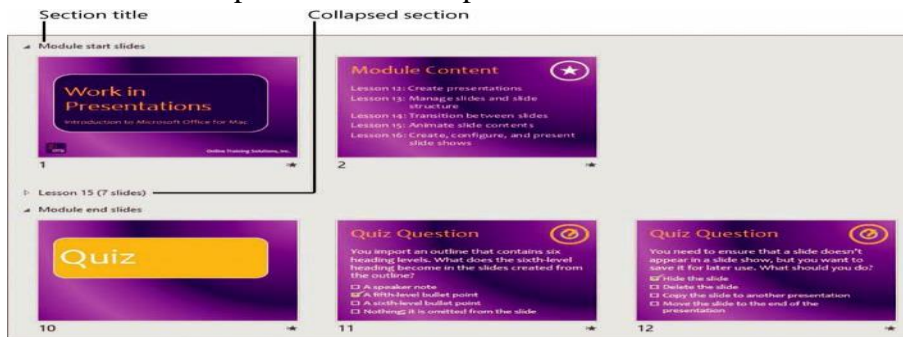 Section title
Collapsed section
Module start slides
Work in
Presentations
Introduction to Microsoft Office for Mac
Online Training Solutions, Inc.
1
Module Content
Lesson 12: Create presentations
Lesson 13: Manage slides and slide
structure
Lesson 14: Transition between slides
Lesson 15: Animate slide contents
Lesson 16: Create, configure, and present
slide shows
2
Lesson 15 (7 slides)
Module end slides
Quiz
10
Quiz Question
You import an outline that contains six
heading levels. What does the sixth-level
heading become in the slides created from
the outline?
A speaker note
A fifth-level bullet point
A sixth-level bullet point
Nothing; it is omitted from the slide
11
Quiz Question
You need to ensure that a slide doesn't
appear in a slide show, but you want to
save it for later use. What should you do?
Hide the slide
Delete the slide
Copy the slide to another presentation
Move the slide to the end of the
presentation
12